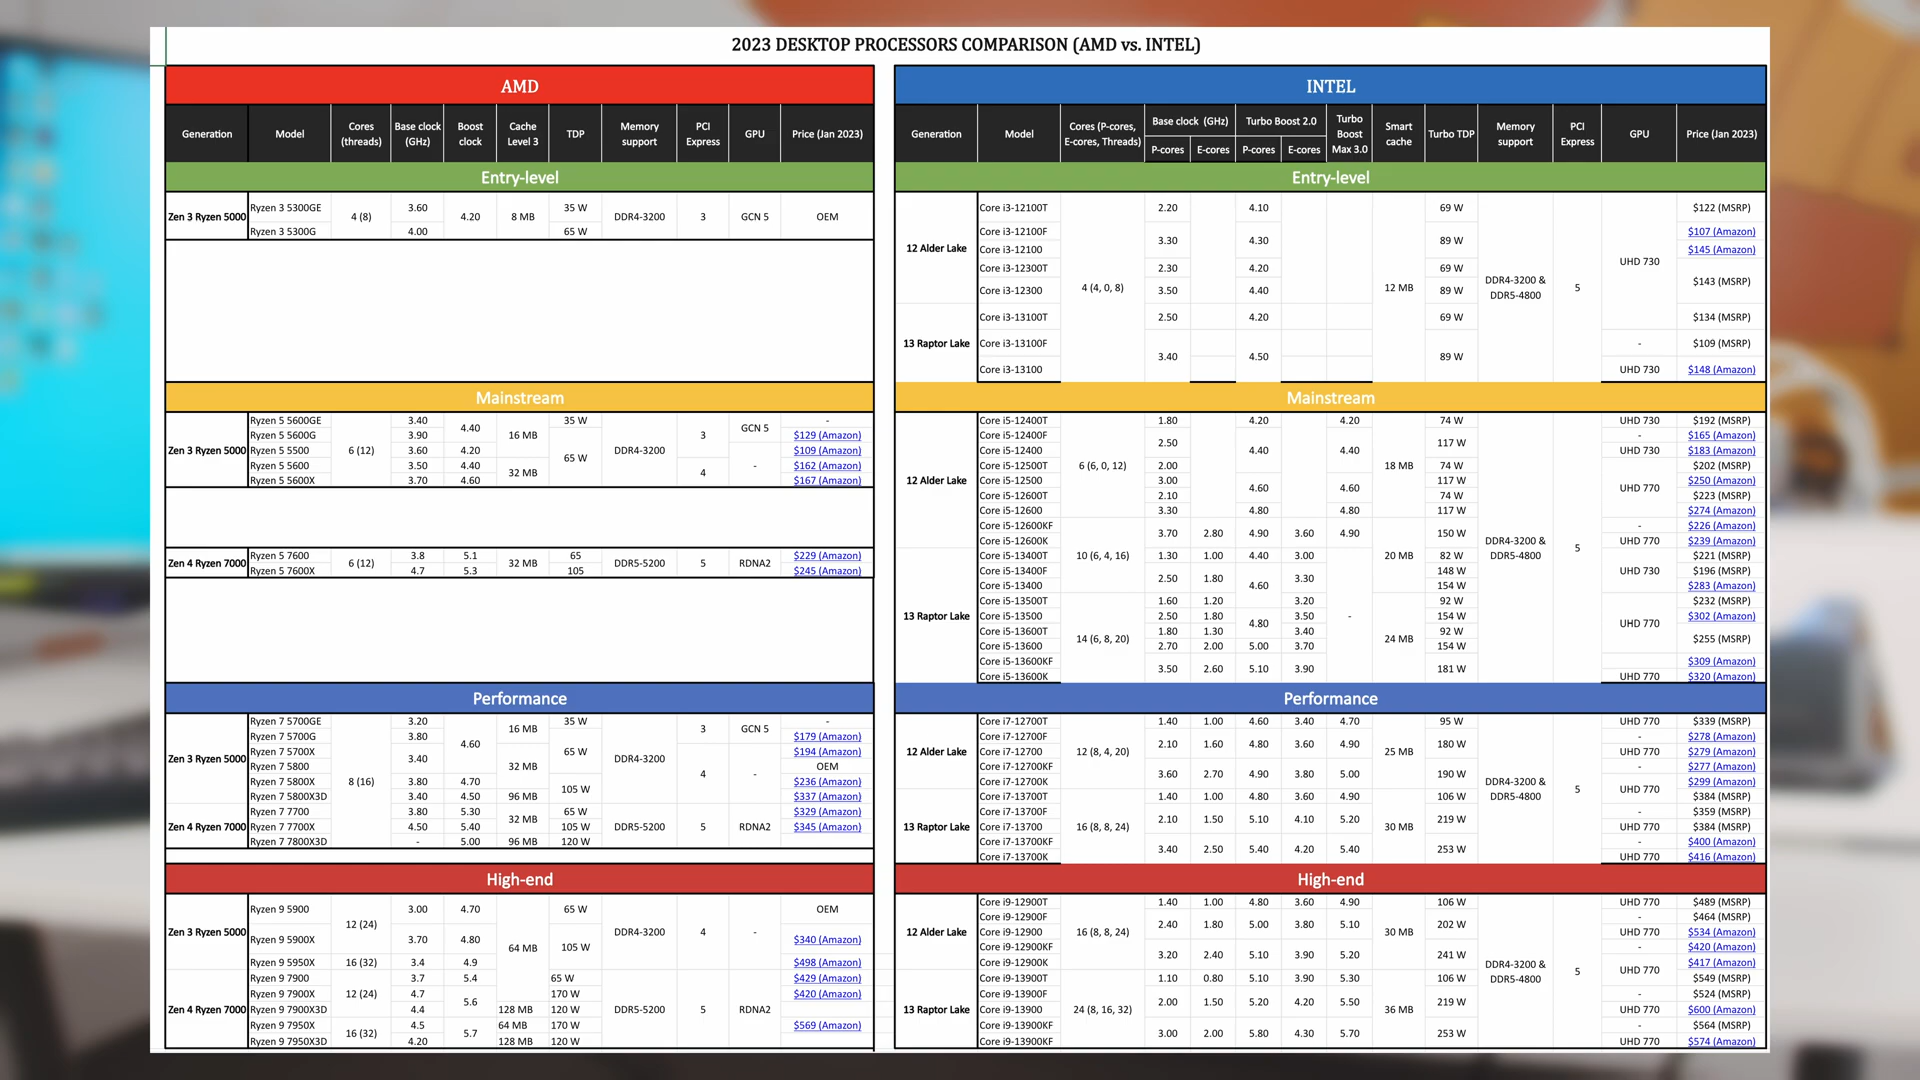 2023 DESKTOP PROCESSORS COMPARISON (AMD vs. INTEL)
AMD
Generation Model Cores (threads) Base clock (GHz) Boost clock Cache Level 3 TDP Memory support PCI Express GPU Price (Jan 2023)
Entry-level
Zen 3 Ryzen 5000 Ryzen 3 5300GE 4 (8) 3.60 4.20 8 MB 35 W DDR4-3200 3 GCN 5 OEM
Ryzen 3 5300G 4.00 65 W
Mainstream
Ryzen 5 5600GE 3.40 4.40 16 MB 35 W GCN 5 -
Ryzen 5 5600G 3.90 3 $129 (Amazon)
Zen 3 Ryzen 5000 Ryzen 5 5500 6 (12) 3.60 4.20 65 W DDR4-3200 $109 (Amazon)
Ryzen 5 5600 3.50 4.40 32 MB 4 - $162 (Amazon)
Ryzen 5 5600X 3.70 4.60 $167 (Amazon)
Zen 4 Ryzen 7000 Ryzen 5 7600 6 (12) 3.8 5.1 32 MB 65 DDR5-5200 5 RDNA2 $229 (Amazon)
Ryzen 5 7600X 4.7 5.3 105 $245 (Amazon)
Performance
Ryzen 7 5700GE 3.20 4.60 16 MB 35 W 3 GCN 5 -
Ryzen 7 5700G 3.80 $179 (Amazon)
Zen 3 Ryzen 5000 Ryzen 7 5700X 3.40 32 MB 65 W DDR4-3200 $194 (Amazon)
Ryzen 7 5800 4 - OEM
Ryzen 7 5800X 8 (16) 3.80 4.70 105 W $236 (Amazon)
Ryzen 7 5800X3D 3.40 4.50 96 MB $337 (Amazon)
Ryzen 7 7700 3.80 5.30 32 MB 65 W $329 (Amazon)
Zen 4 Ryzen 7000 Ryzen 7 7700X 4.50 5.40 105 W DDR5-5200 5 RDNA2 $345 (Amazon)
Ryzen 7 7800X3D - 5.00 96 MB 120 W
High-end
Ryzen 9 5900 12 (24) 3.00 4.70 65 W OEM
Zen 3 Ryzen 5000 Ryzen 9 5900X 3.70 4.80 64 MB 105 W DDR4-3200 4 - $340 (Amazon)
Ryzen 9 5950X 16 (32) 3.4 4.9 $498 (Amazon)
Ryzen 9 7900 12 (24) 3.7 5.4 65 W $429 (Amazon)
Ryzen 9 7900X 4.7 5.6 170 W $420 (Amazon)
Zen 4 Ryzen 7000 Ryzen 9 7900X3D 4.4 128 MB 120 W DDR5-5200 5 RDNA2
Ryzen 9 7950X 16 (32) 4.5 5.7 64 MB 170 W $569 (Amazon)
Ryzen 9 7950X3D 4.20 128 MB 120 W
INTEL
Generation Model Cores (P-cores, E-cores, Threads) Base clock (GHz) Turbo Boost 2.0 Turbo Boost Max 3.0 Smart cache Turbo TDP Memory support PCI Express GPU Price (Jan 2023)
P-cores E-cores P-cores E-cores
Entry-level
Core i3-12100T 2.20 4.10 69 W $122 (MSRP)
Core i3-12100F 3.30 4.30 89 W $107 (Amazon)
12 Alder Lake Core i3-12100 $145 (Amazon)
Core i3-12300T 2.30 4.20 69 W UHD 730 $143 (MSRP)
Core i3-12300 4 (4, 0, 8) 3.50 4.40 12 MB 89 W DDR4-3200 & DDR5-4800 5
Core i3-13100T 2.50 4.20 69 W $134 (MSRP)
13 Raptor Lake Core i3-13100F 3.40 4.50 89 W - $109 (MSRP)
Core i3-13100 UHD 730 $148 (Amazon)
Mainstream
Core i5-12400T 1.80 4.20 4.20 74 W UHD 730 $192 (MSRP)
Core i5-12400F 2.50 4.40 4.40 117 W - $165 (Amazon)
Core i5-12400 UHD 730 $183 (Amazon)
Core i5-12500T 6 (6, 0, 12) 2.00 18 MB 74 W $202 (MSRP)
12 Alder Lake Core i5-12500 3.00 4.60 4.60 117 W UHD 770 $250 (Amazon)
Core i5-12600T 2.10 74 W $223 (MSRP)
Core i5-12600 3.30 4.80 4.80 117 W $274 (Amazon)
Core i5-12600KF 3.70 2.80 4.90 3.60 4.90 150 W - $226 (Amazon)
Core i5-12600K UHD 770 $239 (Amazon)
Core i5-13400T 10 (6, 4, 16) 1.30 1.00 4.40 3.00 20 MB 82 W DDR4-3200 & DDR5-4800 5 $221 (MSRP)
Core i5-13400F 2.50 1.80 4.60 3.30 148 W UHD 730 $196 (MSRP)
Core i5-13400 154 W $283 (Amazon)
Core i5-13500T 1.60 1.20 3.20 92 W $232 (MSRP)
13 Raptor Lake Core i5-13500 2.50 1.80 4.80 3.50 - 154 W UHD 770 $302 (Amazon)
Core i5-13600T 14 (6, 8, 20) 1.80 1.30 3.40 24 MB 92 W $255 (MSRP)
Core i5-13600 2.70 2.00 5.00 3.70 154 W
Core i5-13600KF 3.50 2.60 5.10 3.90 181 W $309 (Amazon)
Core i5-13600K UHD 770 $320 (Amazon)
Performance
Core i7-12700T 1.40 1.00 4.60 3.40 4.70 95 W UHD 770 $339 (MSRP)
Core i7-12700F 2.10 1.60 4.80 3.60 4.90 180 W - $278 (Amazon)
12 Alder Lake Core i7-12700 12 (8, 4, 20) 25 MB UHD 770 $279 (Amazon)
Core i7-12700KF 3.60 2.70 4.90 3.80 5.00 190 W - $277 (Amazon)
Core i7-12700K UHD 770 $299 (Amazon)
Core i7-13700T 1.40 1.00 4.80 3.60 4.90 106 W DDR4-3200 & DDR5-4800 5 $384 (MSRP)
Core i7-13700F 2.10 1.50 5.10 4.10 5.20 219 W - $359 (MSRP)
13 Raptor Lake Core i7-13700 16 (8, 8, 24) 30 MB UHD 770 $384 (MSRP)
Core i7-13700KF 3.40 2.50 5.40 4.20 5.40 253 W - $400 (Amazon)
Core i7-13700K UHD 770 $416 (Amazon)
High-end
Core i9-12900T 1.40 1.00 4.80 3.60 4.90 106 W UHD 770 $489 (MSRP)
Core i9-12900F 2.40 1.80 5.00 3.80 5.10 202 W - $464 (MSRP)
12 Alder Lake Core i9-12900 16 (8, 8, 24) 30 MB UHD 770 $534 (Amazon)
Core i9-12900KF 3.20 2.40 5.10 3.90 5.20 241 W - $420 (Amazon)
Core i9-12900K UHD 770 $417 (Amazon)
Core i9-13900T 1.10 0.80 5.10 3.90 5.30 106 W DDR4-3200 & DDR5-4800 5 $549 (MSRP)
Core i9-13900F 2.00 1.50 5.20 4.20 5.50 219 W - $524 (MSRP)
13 Raptor Lake Core i9-13900 24 (8, 16, 32) 36 MB UHD 770 $600 (Amazon)
Core i9-13900KF 3.00 2.00 5.80 4.30 5.70 253 W - $564 (MSRP)
Core i9-13900KF UHD 770 $574 (Amazon)